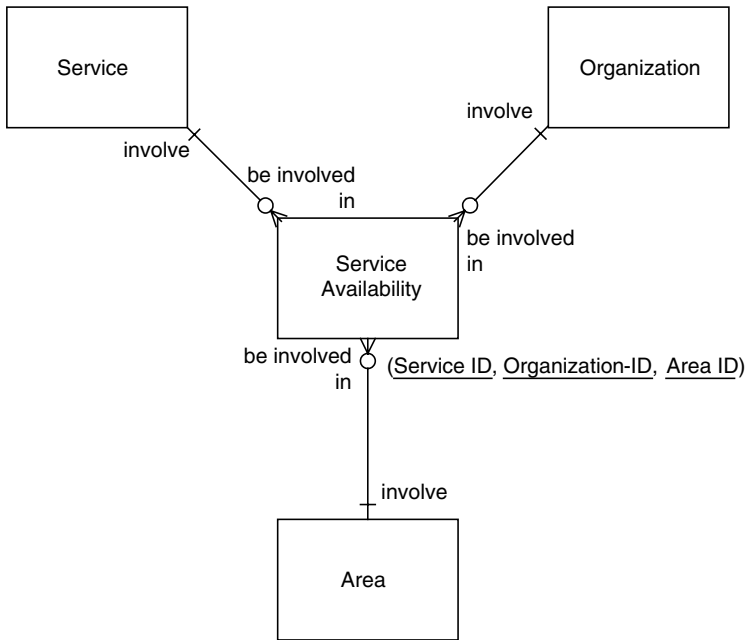 Service
Organization
involve
involve
be involved
in
be involved
in
Service
Availability
be involved
in
(Service ID, Organization-ID, Area ID)
involve
Area